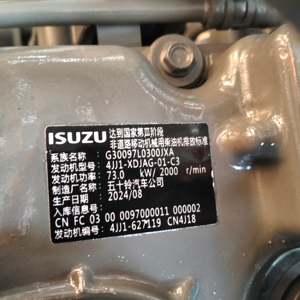 ISUZU 达到国家第三阶段
非道路移动机械用柴油机排放标准
系族名称: G30097L0300JXA
发动机型号: 4JJ1-XDJAG-01-C3
发动机功率: 73.0 kW/ 2000 r/min
制造厂名称: 五十铃汽车公司
生产日期: 2024/08
入库信息号:
CN FC 03 00 0097000011 000002
发动机编号: 4JJ1-627119 CN4J18